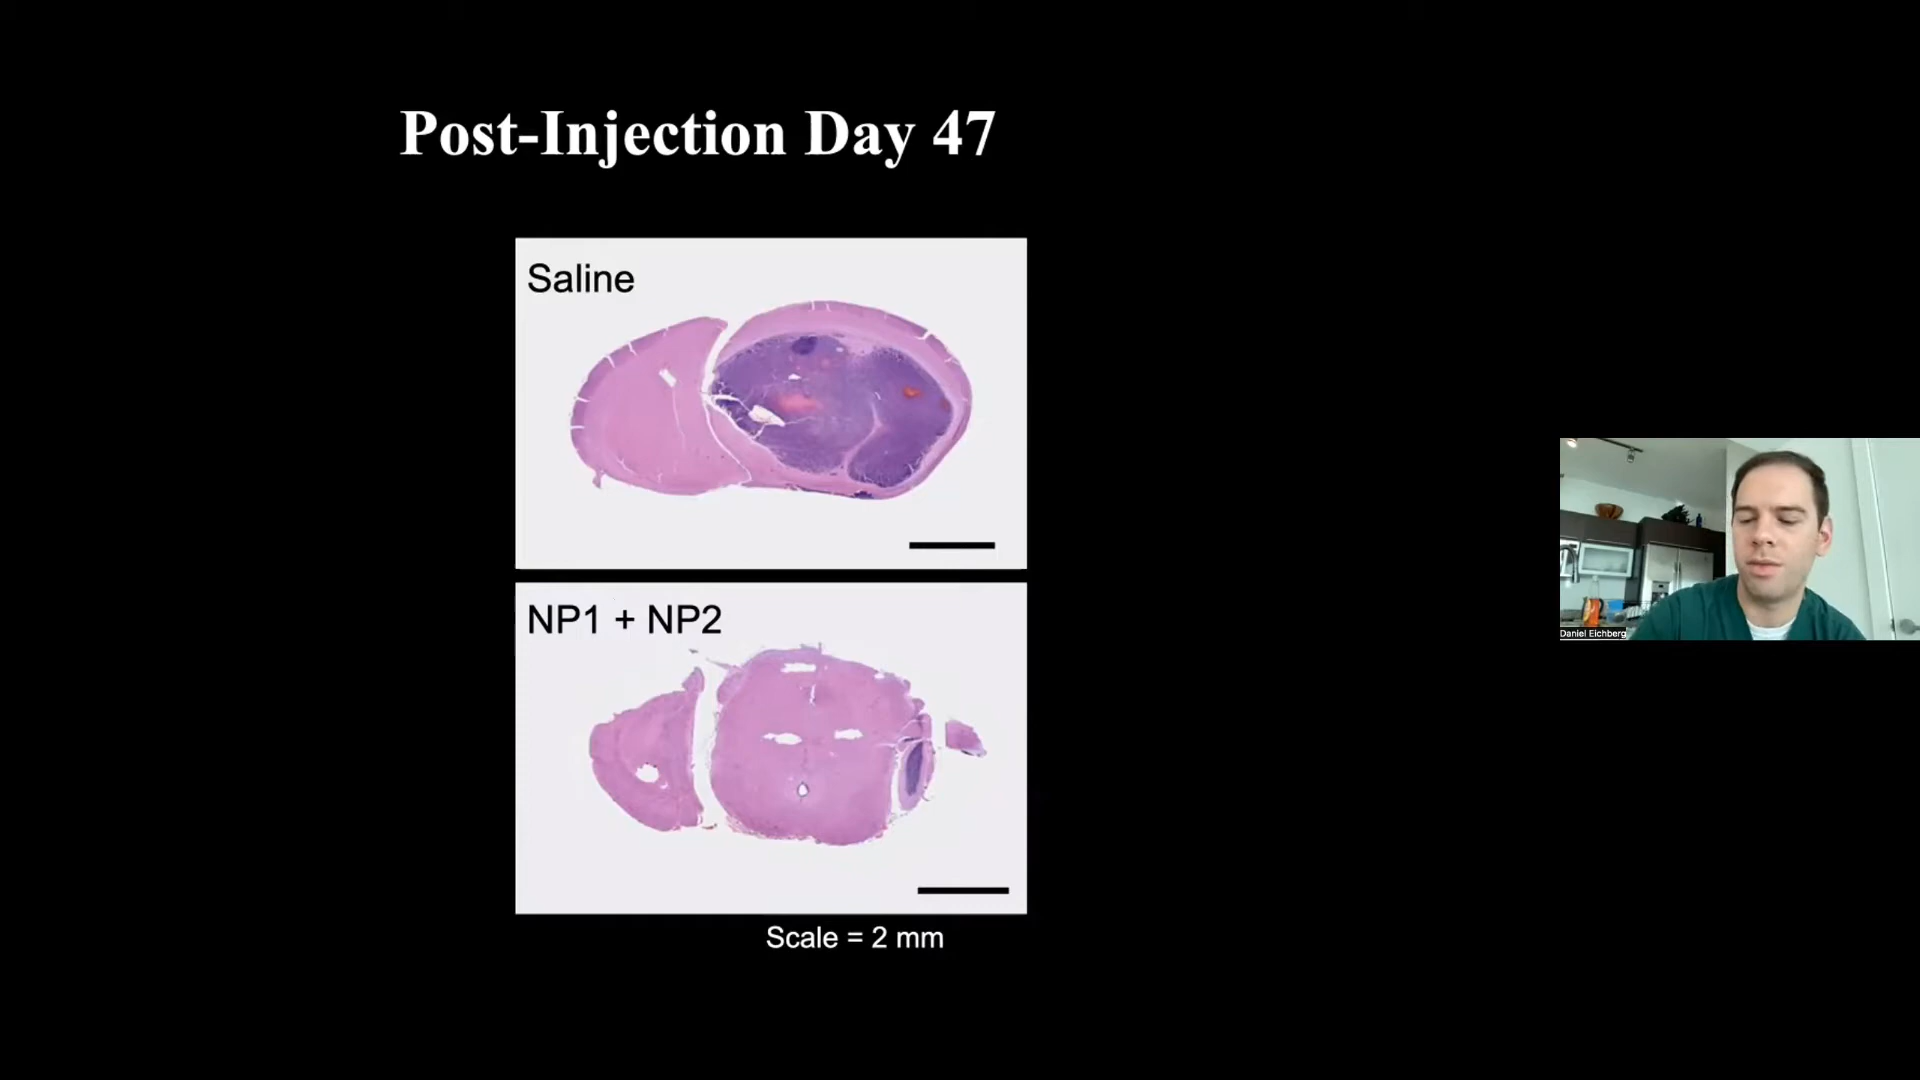 Post-Injection Day 47
Saline
NP1 + NP2
Scale = 2 mm
Daniel Eichberg